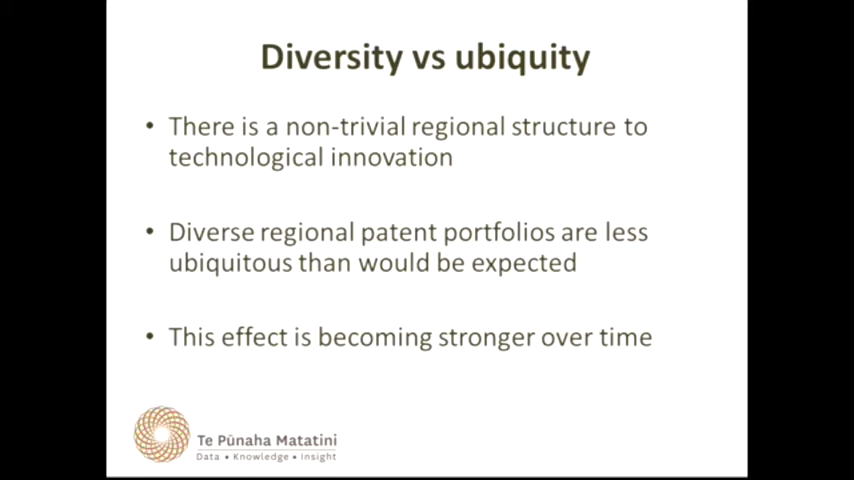 Diversity vs ubiquity
• There is a non-trivial regional structure to
technological innovation
• Diverse regional patent portfolios are less
ubiquitous than would be expected
• This effect is becoming stronger over time
Te Pūnaha Matatini
Data • Knowledge • Insight